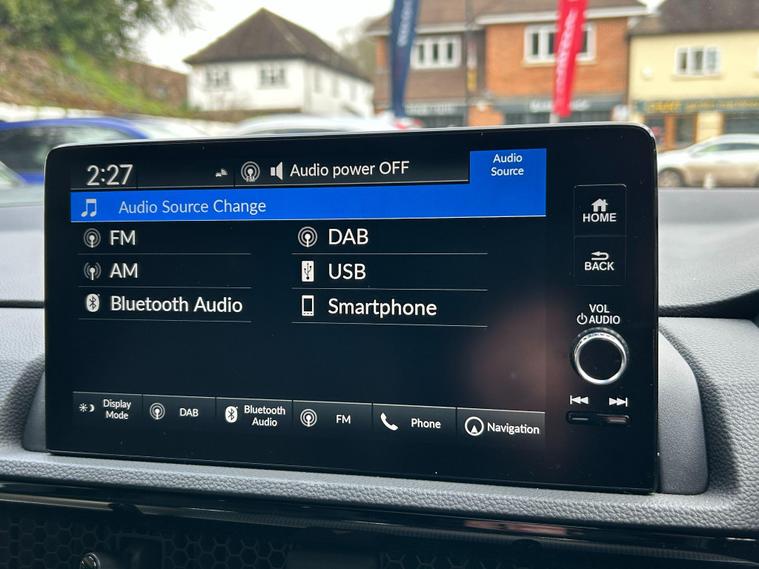 2:27
Audio power OFF
Audio
Source
Audio Source Change
FM
DAB
AM
USB
Bluetooth Audio
Smartphone
HOME
BACK
VOL
AUDIO
Display
Mode
DAB
Bluetooth
Audio
FM
Phone
Navigation